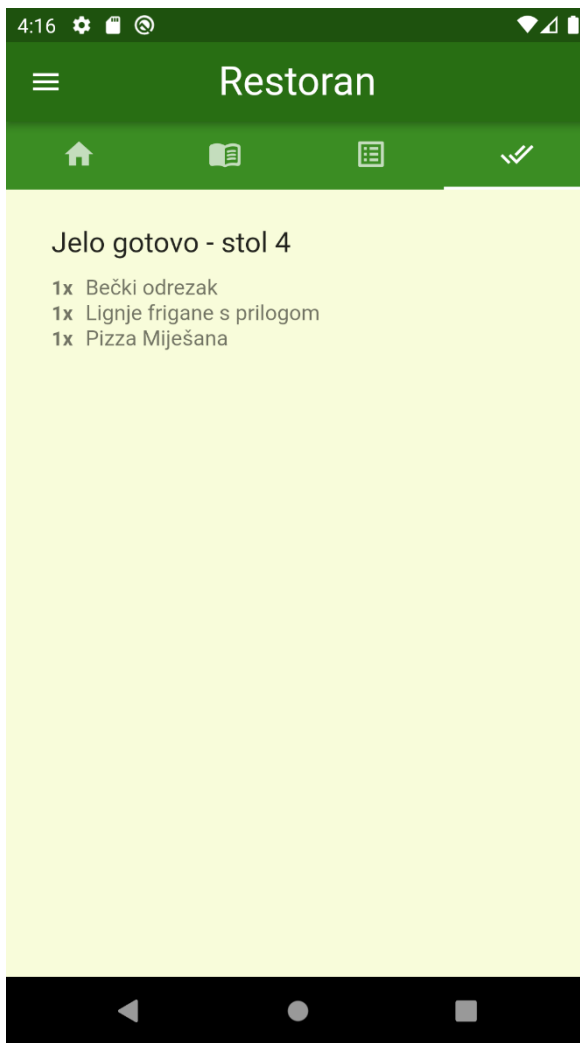 4:16
Restoran
Jelo gotovo - stol 4
1x Bečki odrezak
1x Lignje frigane s prilogom
1x Pizza Miješana